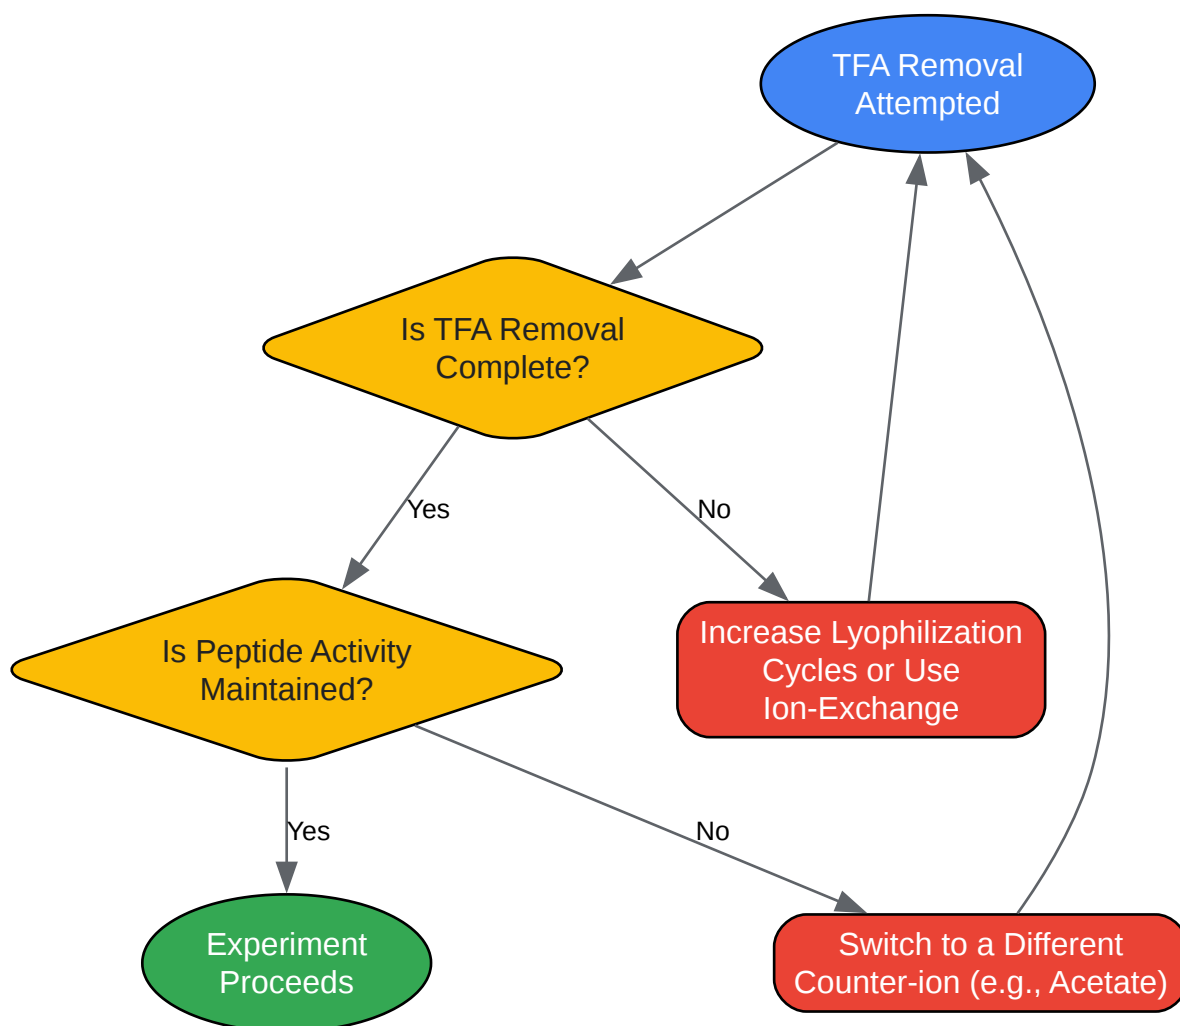 TFA Removal
Attempted
Is TFA Removal
Complete?
Yes
No
Is Peptide Activity
Maintained?
Increase Lyophilization
Cycles or Use
Ion-Exchange
Yes
No
Experiment
Proceeds
Switch to a Different
Counter-ion (e.g., Acetate)